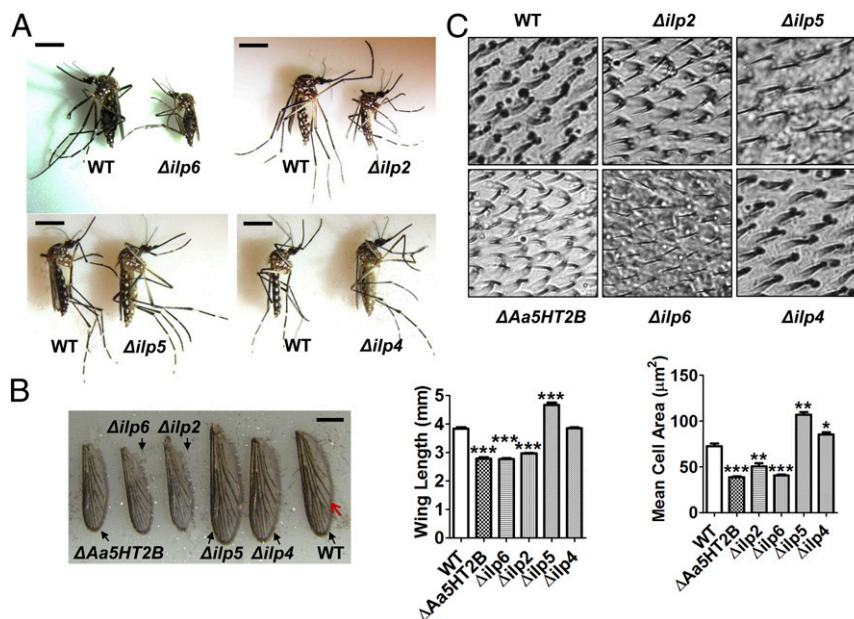 A
WT
Δilp6
WT
Δilp2
WT
Δilp5
WT
Δilp4
C
WT
Δilp2
Δilp5
ΔAa5HT2B
Δilp6
Δilp4
B
Δilp6
Δilp2
ΔAa5HT2B
Δilp5
Δilp4
WT
Wing Length (mm)
6
5
4
3
2
1
0
***
***
***
***
WT
ΔAa5HT2B
Δilp6
Δilp2
Δilp5
Δilp4
Mean Cell Area (μm²)
150
100
50
0
***
**
***
**
*
WT
ΔAa5HT2B
Δilp2
Δilp6
Δilp5
Δilp4